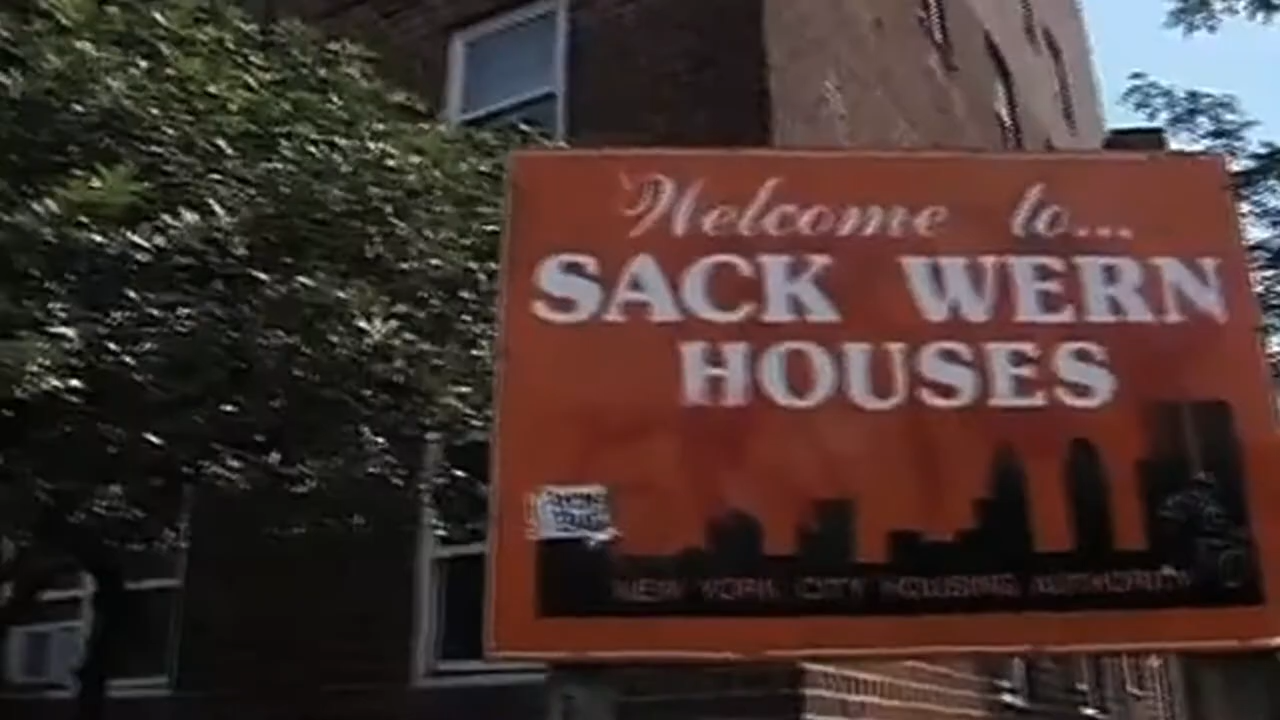 Welcome to...
SACK WERN
HOUSES
NEW YORK CITY HOUSING AUTHORITY